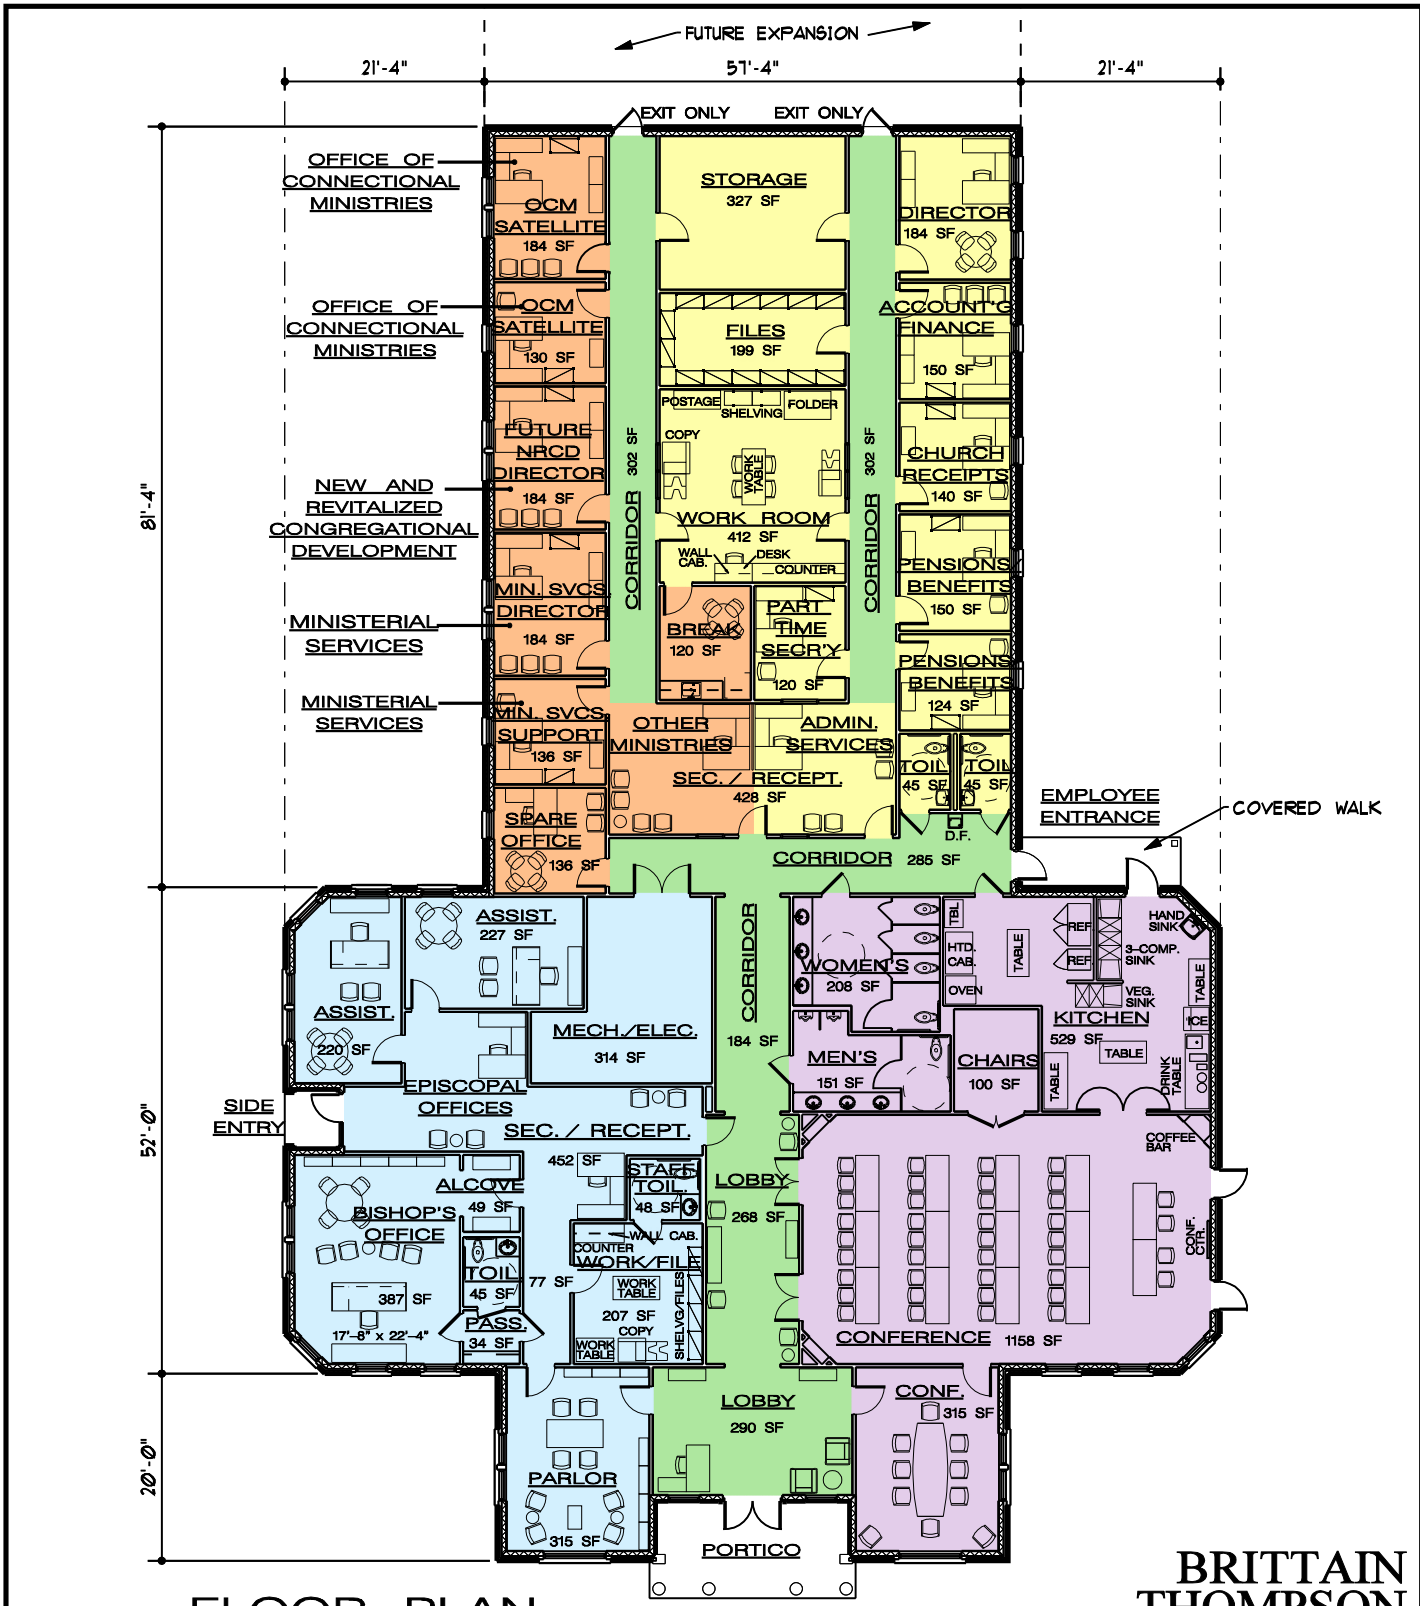 FUTURE EXPANSION
21'-4"
57'-4"
21'-4"
EXIT ONLY
EXIT ONLY
OFFICE OF
CONNECTIONAL
MINISTRIES
OCM
SATELLITE
184 SF
STORAGE
327 SF
DIRECTOR
184 SF
OFFICE OF
CONNECTIONAL
MINISTRIES
OCM
SATELLITE
130 SF
FILES
199 SF
ACCOUNT'G
FINANCE
150 SF
POSTAGE
SHELVING
FOLDER
COPY
WORK
TABLE
WORK ROOM
412 SF
WALL
CAB.
DESK
COUNTER
FUTURE
NRCD
DIRECTOR
184 SF
CORRIDOR 302 SF
CORRIDOR 302 SF
CHURCH
RECEIPTS
140 SF
81'-4"
NEW AND
REVITALIZED
CONGREGATIONAL
DEVELOPMENT
PENSIONS/
BENEFITS
150 SF
MINISTERIAL
SERVICES
MIN. SVCS.
DIRECTOR
184 SF
BREAK
120 SF
PART
TIME
SECR'Y
120 SF
PENSIONS/
BENEFITS
124 SF
MINISTERIAL
SERVICES
MIN. SVCS.
SUPPORT
136 SF
OTHER
MINISTRIES
ADMIN.
SERVICES
SEC. / RECEPT.
428 SF
TOIL.
45 SF
TOIL.
45 SF
SPARE
OFFICE
136 SF
D.F.
EMPLOYEE
ENTRANCE
COVERED WALK
CORRIDOR 285 SF
ASSIST.
227 SF
ASSIST.
220 SF
MECH./ELEC.
314 SF
CORRIDOR
184 SF
WOMEN'S
208 SF
MEN'S
151 SF
TBL
HTD.
CAB.
OVEN
TABLE
REF.
REF.
HAND
SINK
3-COMP.
SINK
VEG.
SINK
TABLE
ICE
KITCHEN
529 SF
TABLE
TABLE
DRINK
TABLE
CHAIRS
100 SF
52'-0"
SIDE
ENTRY
EPISCOPAL
OFFICES
SEC. / RECEPT.
452 SF
COFFEE
BAR
ALCOVE
49 SF
BISHOP'S
OFFICE
387 SF
17'-8" x 22'-4"
STAFF
TOIL.
48 SF
LOBBY
268 SF
WALL CAB.
COUNTER
WORK/FILE
WORK
TABLE
207 SF
COPY
WORK
TABLE
SHELVG/FILES
TOIL.
45 SF
77 SF
PASS.
34 SF
CONF.
CTR.
CONFERENCE 1158 SF
20'-0"
PARLOR
315 SF
LOBBY
290 SF
CONF.
315 SF
PORTICO
BRITTAIN
THOMPSON
FLOOR PLAN